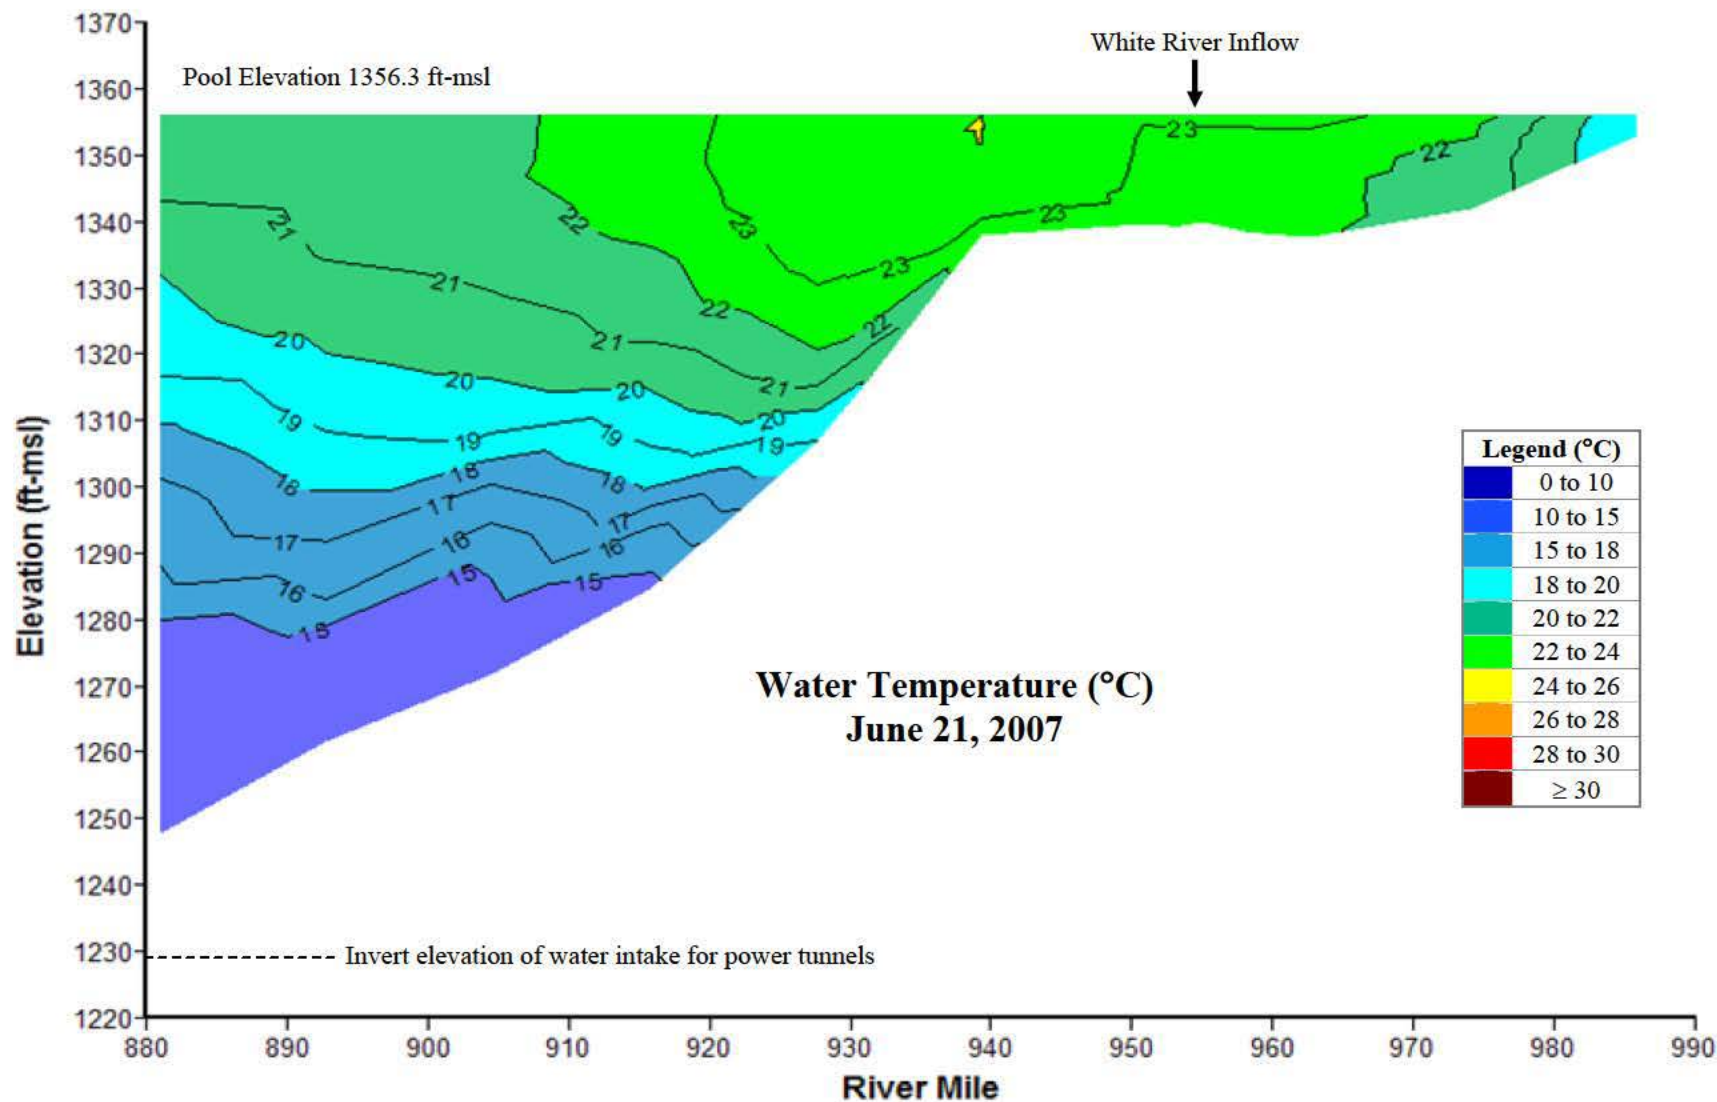 1370
White River Inflow
Pool Elevation 1356.3 ft-msl
1360
23
1350
22
1340
21
22
23
23
1330
21
23
22
22
1320
20
21
20
20
21
1310
19
19
19
20
19
Elevation (ft-msl)
Legend (°C)
1300
18
18
18
0 to 10
17
17
10 to 15
1290
17
16
16
15 to 18
16
15
15
18 to 20
1280
15
20 to 22
22 to 24
1270
Water Temperature (°C)
24 to 26
June 21, 2007
26 to 28
1260
28 to 30
≥ 30
1250
1240
1230
Invert elevation of water intake for power tunnels
1220
880 890 900 910 920 930 940 950 960 970 980 990
River Mile